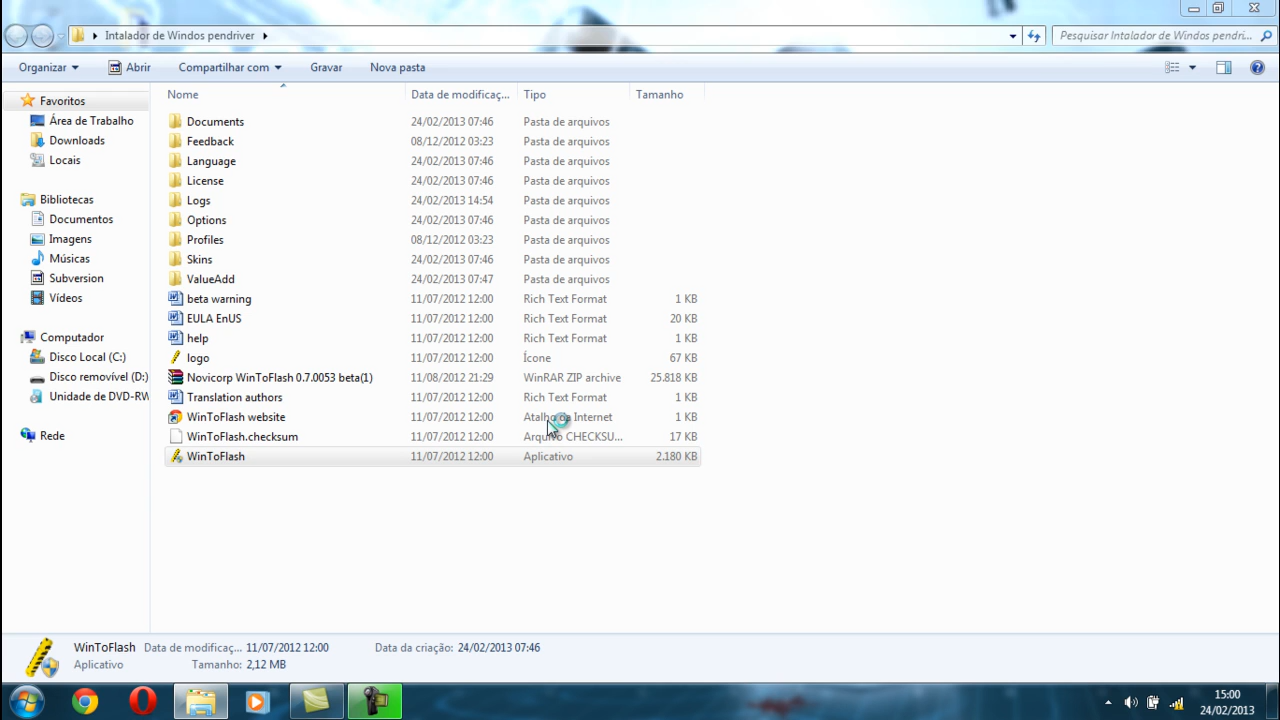 Intalador de Windos pendriver
Pesquisar Intalador de Windos pendri...
Organizar Abrir Compartilhar com Gravar Nova pasta
Favoritos
Área de Trabalho
Downloads
Locais
Bibliotecas
Documentos
Imagens
Músicas
Subversion
Vídeos
Computador
Disco Local (C:)
Disco removível (D:)
Unidade de DVD-RW
Rede
Nome Data de modificaç... Tipo Tamanho
Documents 24/02/2013 07:46 Pasta de arquivos
Feedback 08/12/2012 03:23 Pasta de arquivos
Language 24/02/2013 07:46 Pasta de arquivos
License 24/02/2013 07:46 Pasta de arquivos
Logs 24/02/2013 14:54 Pasta de arquivos
Options 24/02/2013 07:46 Pasta de arquivos
Profiles 08/12/2012 03:23 Pasta de arquivos
Skins 24/02/2013 07:46 Pasta de arquivos
ValueAdd 24/02/2013 07:47 Pasta de arquivos
beta warning 11/07/2012 12:00 Rich Text Format 1 KB
EULA EnUS 11/07/2012 12:00 Rich Text Format 20 KB
help 11/07/2012 12:00 Rich Text Format 1 KB
logo 11/07/2012 12:00 Ícone 67 KB
Novicorp WinToFlash 0.7.0053 beta(1) 11/08/2012 21:29 WinRAR ZIP archive 25.818 KB
Translation authors 11/07/2012 12:00 Rich Text Format 1 KB
WinToFlash website 11/07/2012 12:00 Atalho da Internet 1 KB
WinToFlash.checksum 11/07/2012 12:00 Arquivo CHECKSU... 17 KB
WinToFlash 11/07/2012 12:00 Aplicativo 2.180 KB
WinToFlash Data de modificaç... 11/07/2012 12:00 Data da criação: 24/02/2013 07:46
Aplicativo Tamanho: 2,12 MB
15:00
24/02/2013